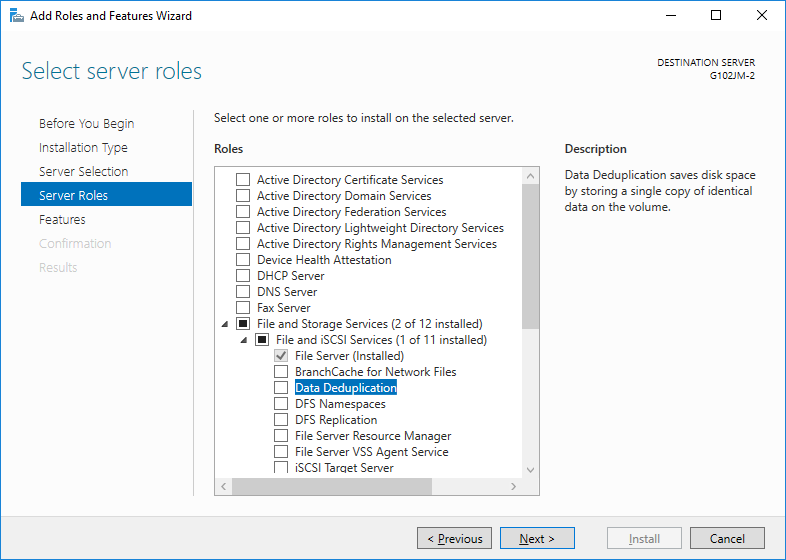 Add Roles and Features Wizard
Select server roles
DESTINATION SERVER
G102JM-2
Before You Begin
Installation Type
Server Selection
Server Roles
Features
Confirmation
Results
Select one or more roles to install on the selected server.
Roles
Active Directory Certificate Services
Active Directory Domain Services
Active Directory Federation Services
Active Directory Lightweight Directory Services
Active Directory Rights Management Services
Device Health Attestation
DHCP Server
DNS Server
Fax Server
File and Storage Services (2 of 12 installed)
File and iSCSI Services (1 of 11 installed)
File Server (Installed)
BranchCache for Network Files
Data Deduplication
DFS Namespaces
DFS Replication
File Server Resource Manager
File Server VSS Agent Service
iSCSI Target Server
Description
Data Deduplication saves disk space
by storing a single copy of identical
data on the volume.
< Previous
Next >
Install
Cancel